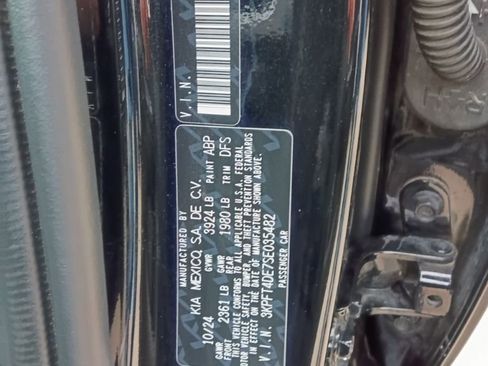 MANUFACTURED BY
KIA MEXICO, S.A. DE C.V.
10/24 GVWR 3924 LB PAINT ABP
GAWR FRONT 2361 LB GAWR REAR 1980 LB TRIM DFS
THIS VEHICLE CONFORMS TO ALL APPLICABLE U.S.A. FEDERAL
MOTOR VEHICLE SAFETY, BUMPER, AND THEFT PREVENTION STANDARDS
IN EFFECT ON THE DATE OF MANUFACTURE SHOWN ABOVE.
V.I.N. 3KPFT4DE7SE035482
PASSENGER CAR
V.I.N.